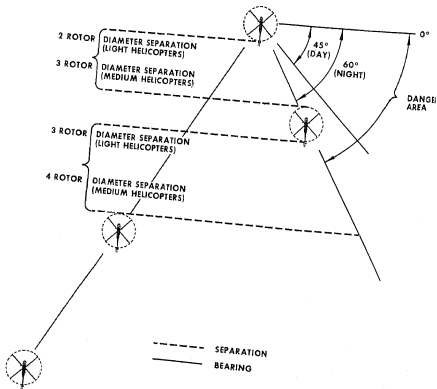 2 ROTOR DIAMETER SEPARATION
(LIGHT HELICOPTERS)
3 ROTOR DIAMETER SEPARATION
(MEDIUM HELICOPTERS)
0°
45°
(DAY)
60°
(NIGHT)
DANGER
AREA
3 ROTOR DIAMETER SEPARATION
(LIGHT HELICOPTERS)
4 ROTOR DIAMETER SEPARATION
(MEDIUM HELICOPTERS)
SEPARATION
BEARING